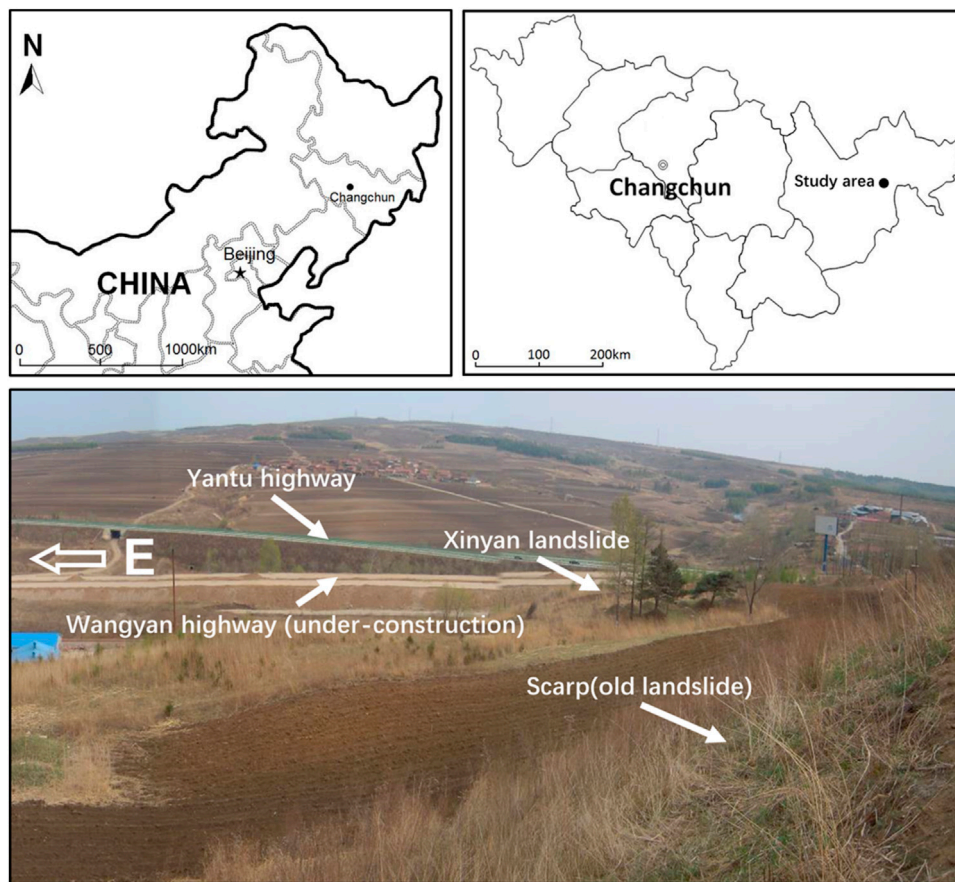 N
Changchun
Beijing
CHINA
0 500 1000km
Changchun
Study area
0 100 200km
Yantu highway
Xinyan landslide
E
Wangyan highway (under-construction)
Scarp(old landslide)